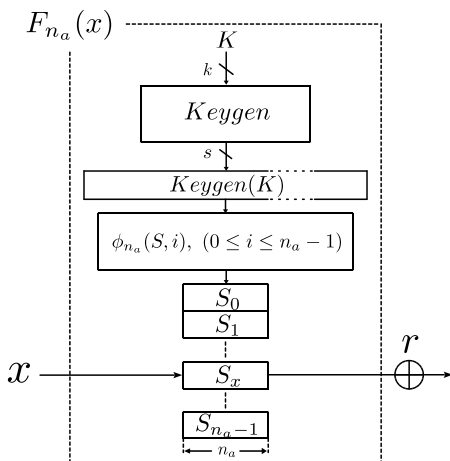 F_{n_a}(x)
K
k
Keygen
s
Keygen(K)
ϕ_{n_a}(S, i), (0 ≤ i ≤ n_a − 1)
S_0
S_1
x
S_x
r
S_{n_a−1}
n_a